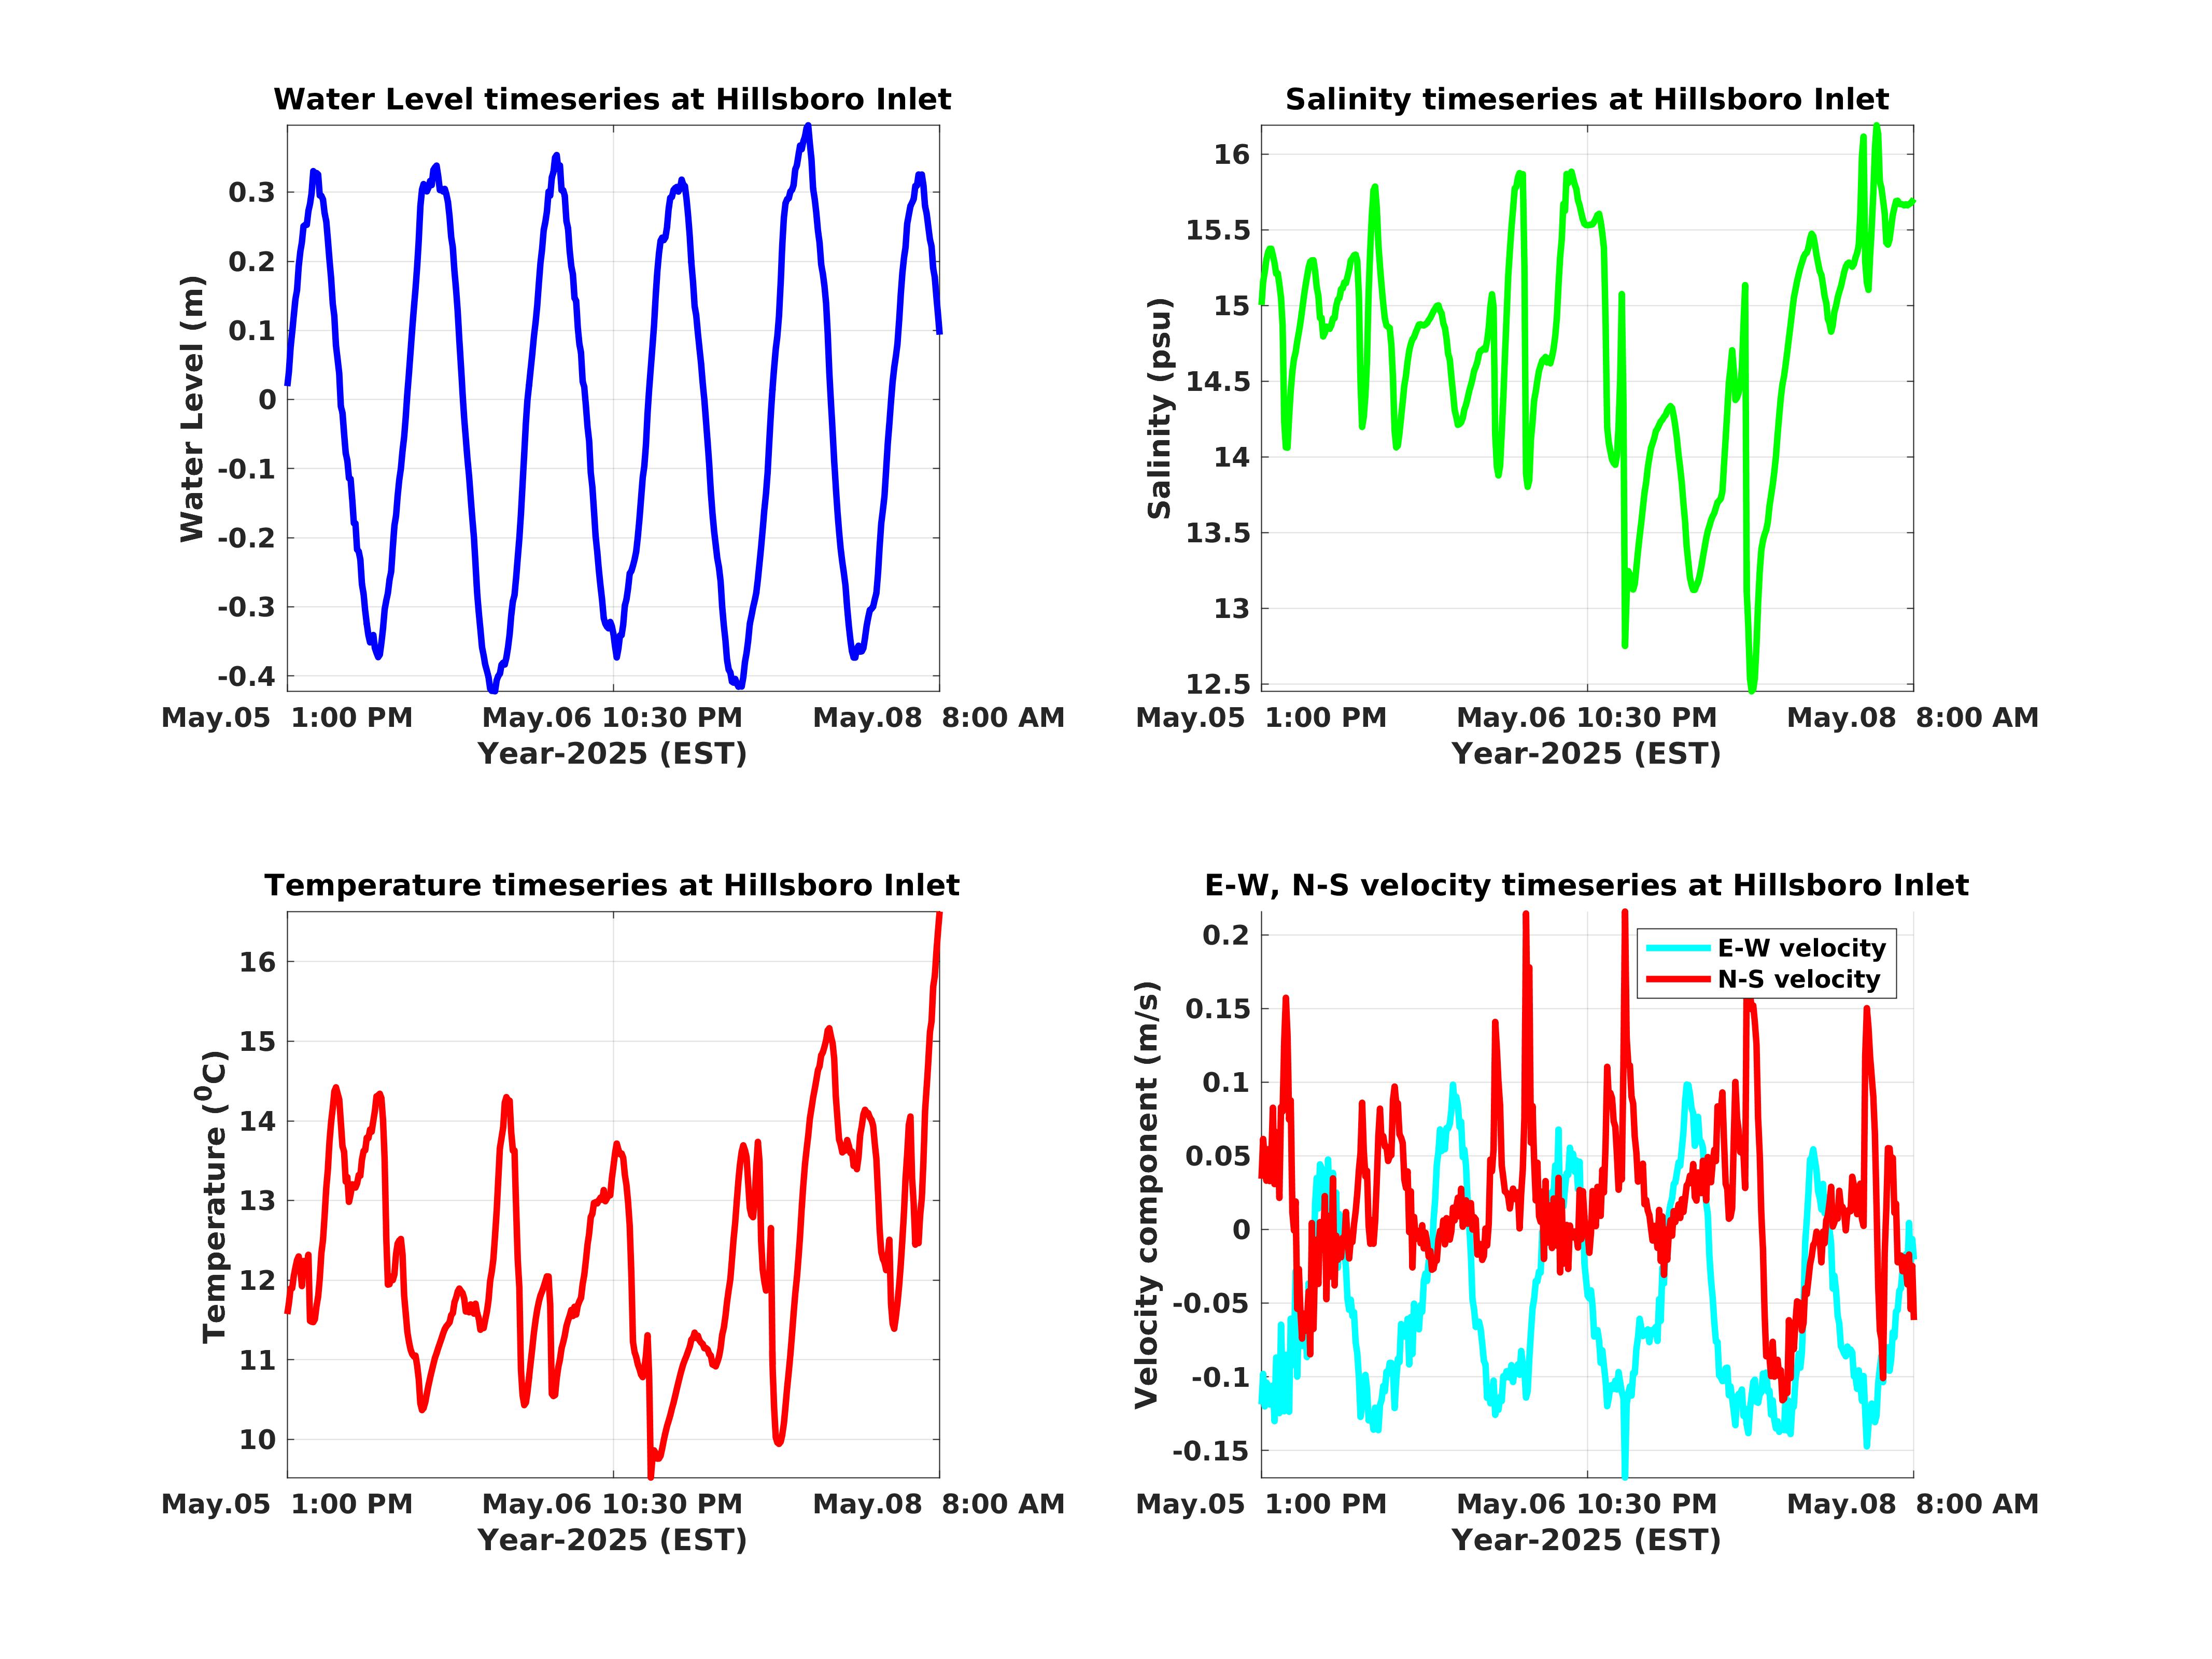 Water Level timeseries at Hillsboro Inlet
Water Level (m)
0.3
0.2
0.1
0
-0.1
-0.2
-0.3
-0.4
May.05 1:00 PM
May.06 10:30 PM
May.08 8:00 AM
Year-2025 (EST)
Salinity timeseries at Hillsboro Inlet
Salinity (psu)
16
15.5
15
14.5
14
13.5
13
12.5
May.05 1:00 PM
May.06 10:30 PM
May.08 8:00 AM
Year-2025 (EST)
Temperature timeseries at Hillsboro Inlet
Temperature (⁰C)
16
15
14
13
12
11
10
May.05 1:00 PM
May.06 10:30 PM
May.08 8:00 AM
Year-2025 (EST)
E-W, N-S velocity timeseries at Hillsboro Inlet
Velocity component (m/s)
0.2
0.15
0.1
0.05
0
-0.05
-0.1
-0.15
E-W velocity
N-S velocity
May.05 1:00 PM
May.06 10:30 PM
May.08 8:00 AM
Year-2025 (EST)